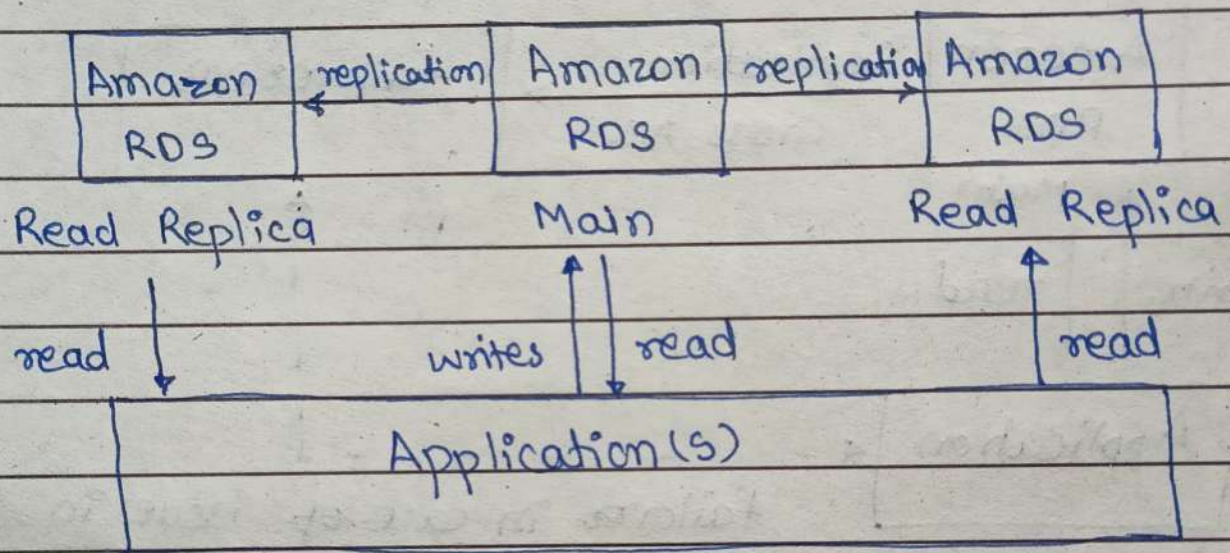 Amazon replication Amazon replicatio Amazon
RDS RDS RDS
Read Replica Main Read Replica
read writes read read
Application(s)